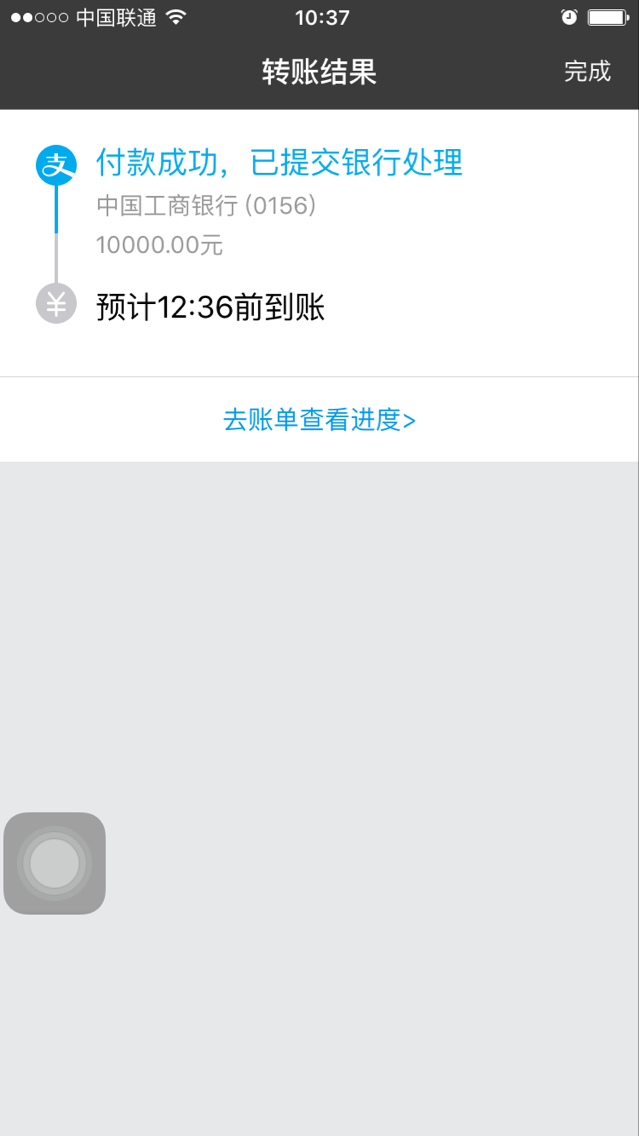 中国联通 10:37
转账结果 完成
支 付款成功，已提交银行处理
中国工商银行 (0156)
10000.00元
¥ 预计12:36前到账
去账单查看进度>